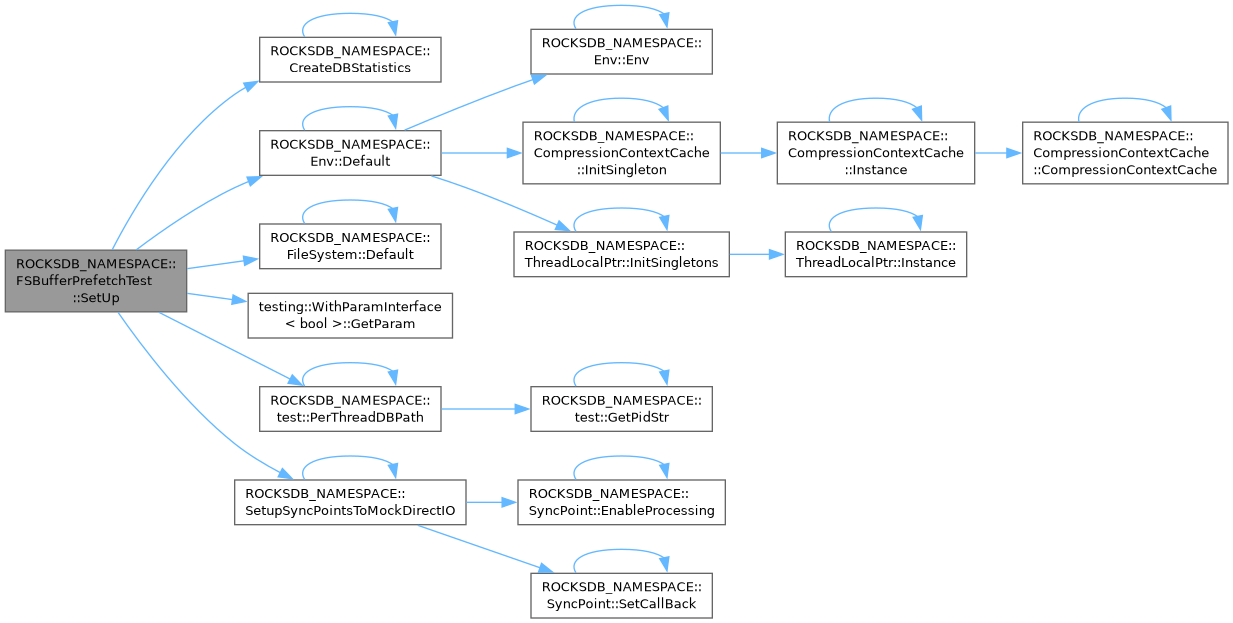 ROCKSDB_NAMESPACE::
FSBufferPrefetchTest
::SetUp
ROCKSDB_NAMESPACE::
CreateDBStatistics
ROCKSDB_NAMESPACE::
Env::Default
ROCKSDB_NAMESPACE::
Env::Env
ROCKSDB_NAMESPACE::
CompressionContextCache
::InitSingleton
ROCKSDB_NAMESPACE::
CompressionContextCache
::Instance
ROCKSDB_NAMESPACE::
CompressionContextCache
::CompressionContextCache
ROCKSDB_NAMESPACE::
ThreadLocalPtr::InitSingletons
ROCKSDB_NAMESPACE::
ThreadLocalPtr::Instance
ROCKSDB_NAMESPACE::
FileSystem::Default
testing::WithParamInterface
< bool >::GetParam
ROCKSDB_NAMESPACE::
test::PerThreadDBPath
ROCKSDB_NAMESPACE::
test::GetPidStr
ROCKSDB_NAMESPACE::
SetupSyncPointsToMockDirectIO
ROCKSDB_NAMESPACE::
SyncPoint::EnableProcessing
ROCKSDB_NAMESPACE::
SyncPoint::SetCallBack